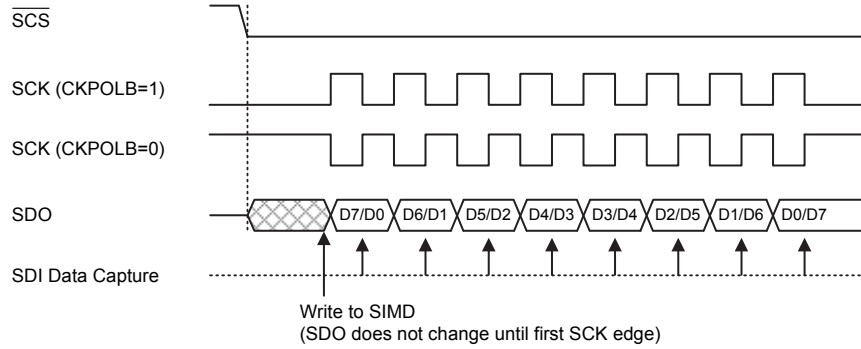 SCS
SCK (CKPOLB=1)
SCK (CKPOLB=0)
SDO
D7/D0 D6/D1 D5/D2 D4/D3 D3/D4 D2/D5 D1/D6 D0/D7
SDI Data Capture
Write to SIMD
(SDO does not change until first SCK edge)